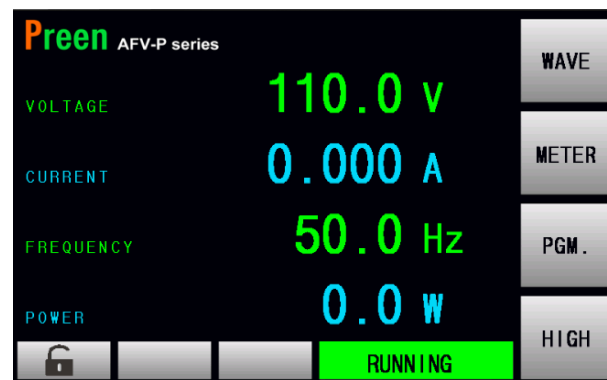 Preen AFV-P series
WAVE
VOLTAGE 110.0 V
CURRENT 0.000 A
METER
FREQUENCY 50.0 Hz
PGM.
POWER 0.0 W
HIGH
RUNNING